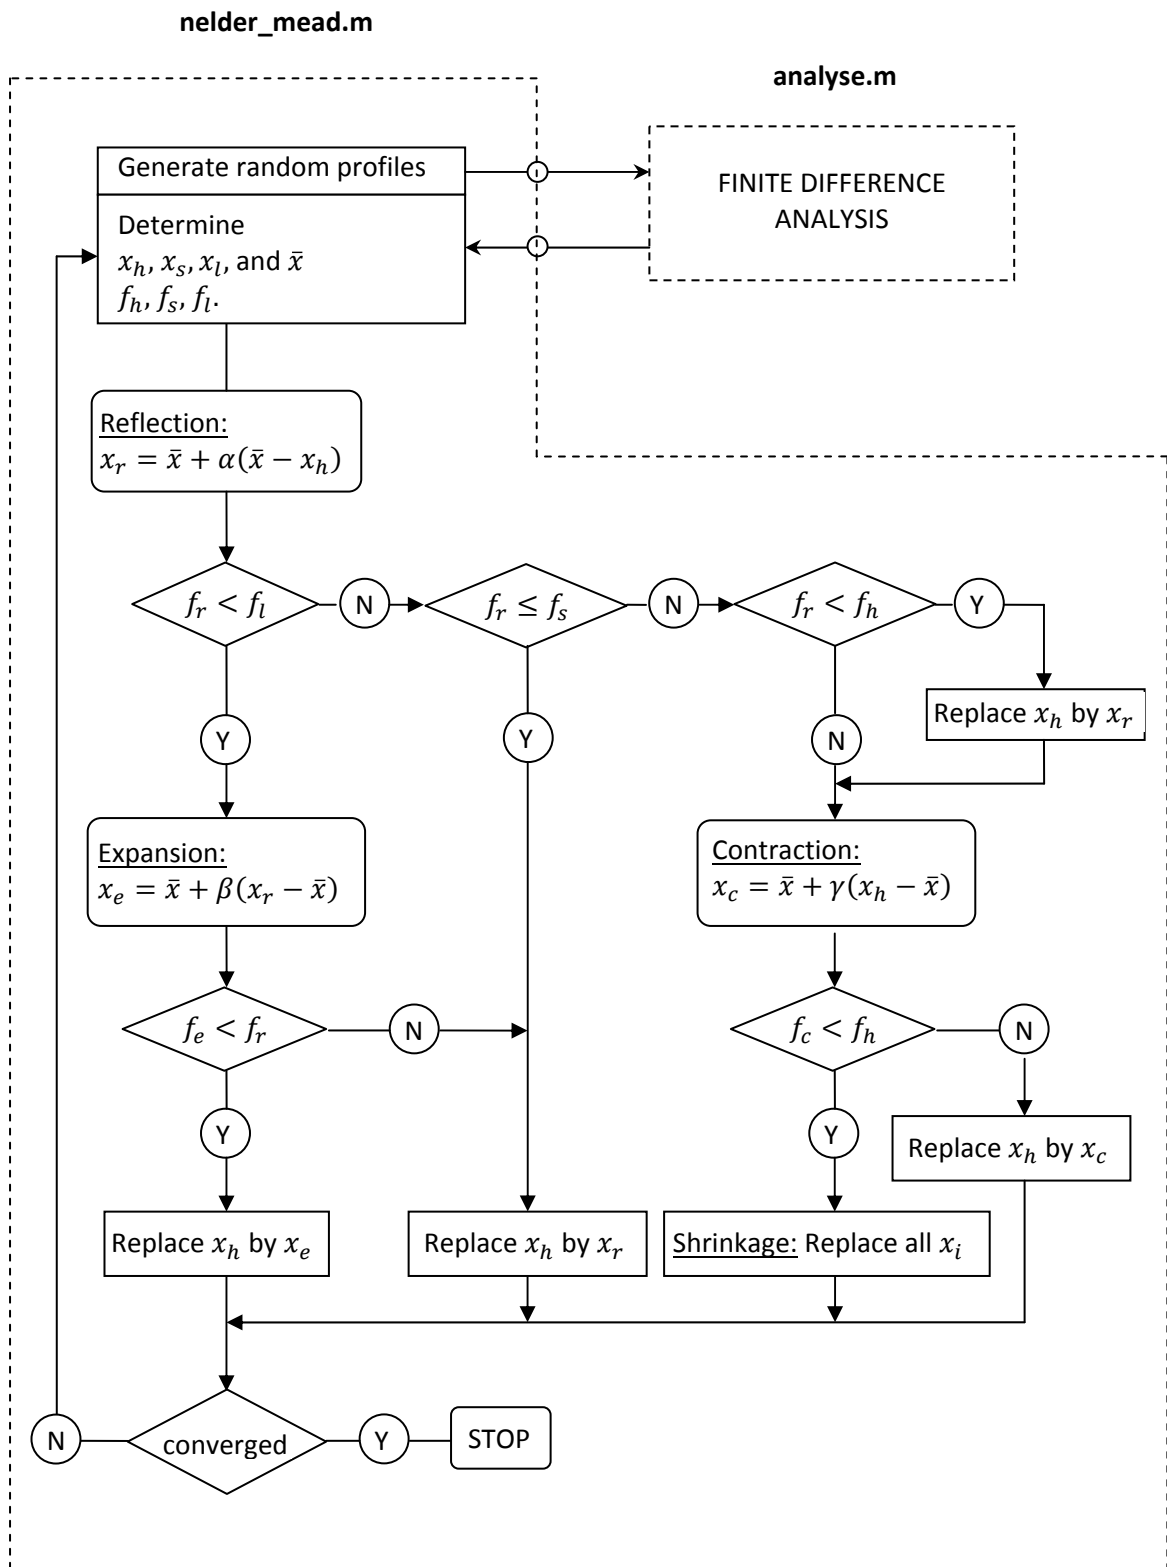 nelder_mead.m
analyse.m
Generate random profiles
FINITE DIFFERENCE
ANALYSIS
Determine
x_h, x_s, x_l, and x̄
f_h, f_s, f_l.
Reflection:
x_r = x̄ + α(x̄ − x_h)
f_r < f_l
N
f_r ≤ f_s
N
f_r < f_h
Y
Replace x_h by x_r
Y
Y
N
Expansion:
x_e = x̄ + β(x_r − x̄)
Contraction:
x_c = x̄ + γ(x_h − x̄)
f_e < f_r
N
f_c < f_h
N
Y
Y
Replace x_h by x_c
Replace x_h by x_e
Replace x_h by x_r
Shrinkage: Replace all x_i
N
converged
Y
STOP